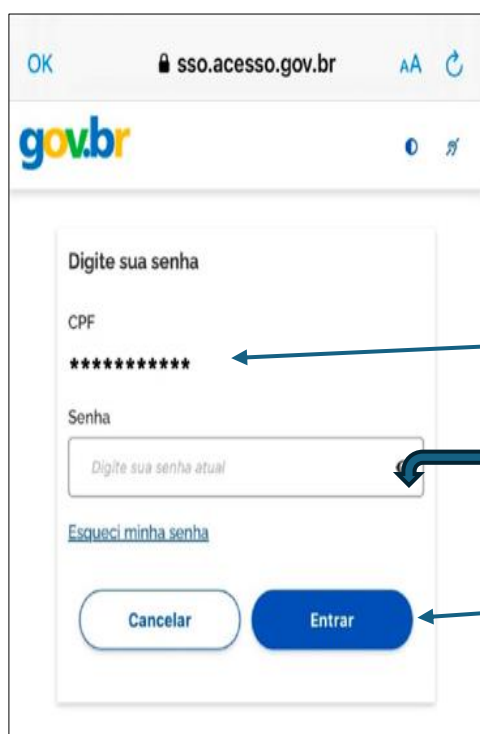 OK sso.acesso.gov.br AA
gov.br
Digite sua senha
CPF
***********
Senha
Digite sua senha atual
Esqueci minha senha
Cancelar Entrar